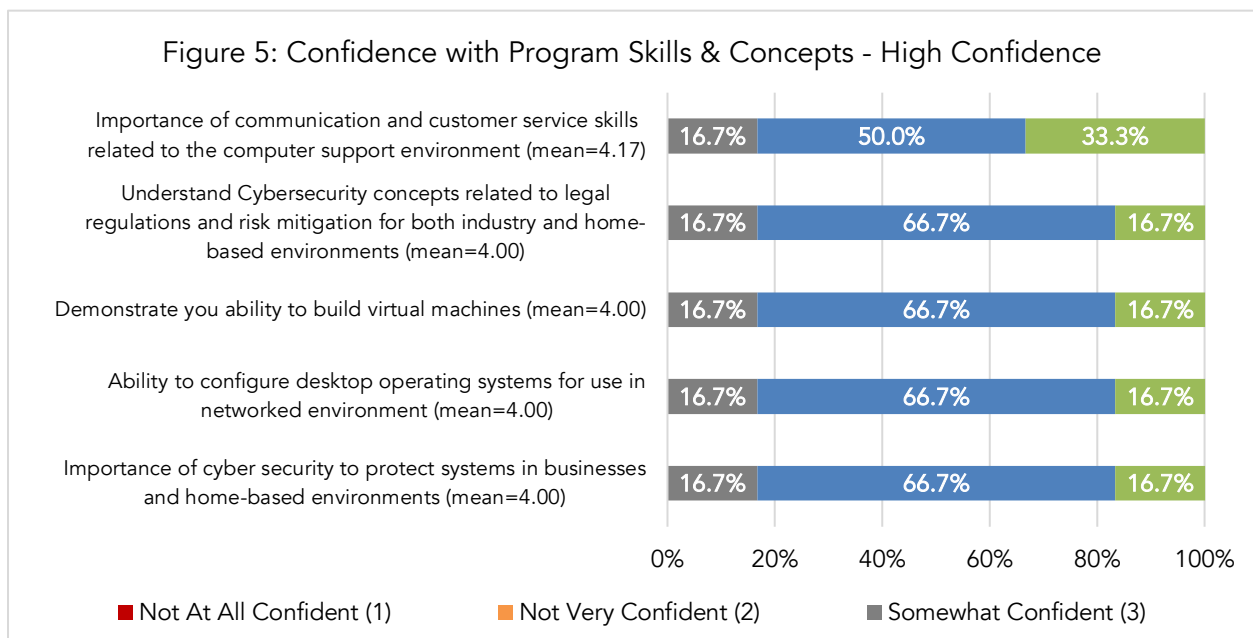 Figure 5: Confidence with Program Skills & Concepts - High Confidence
Importance of communication and customer service skills
related to the computer support environment (mean=4.17)
16.7% 50.0% 33.3%
Understand Cybersecurity concepts related to legal
regulations and risk mitigation for both industry and home-
based environments (mean=4.00)
16.7% 66.7% 16.7%
Demonstrate you ability to build virtual machines (mean=4.00)
16.7% 66.7% 16.7%
Ability to configure desktop operating systems for use in
networked environment (mean=4.00)
16.7% 66.7% 16.7%
Importance of cyber security to protect systems in businesses
and home-based environments (mean=4.00)
16.7% 66.7% 16.7%
0% 20% 40% 60% 80% 100%
Not At All Confident (1) Not Very Confident (2) Somewhat Confident (3)